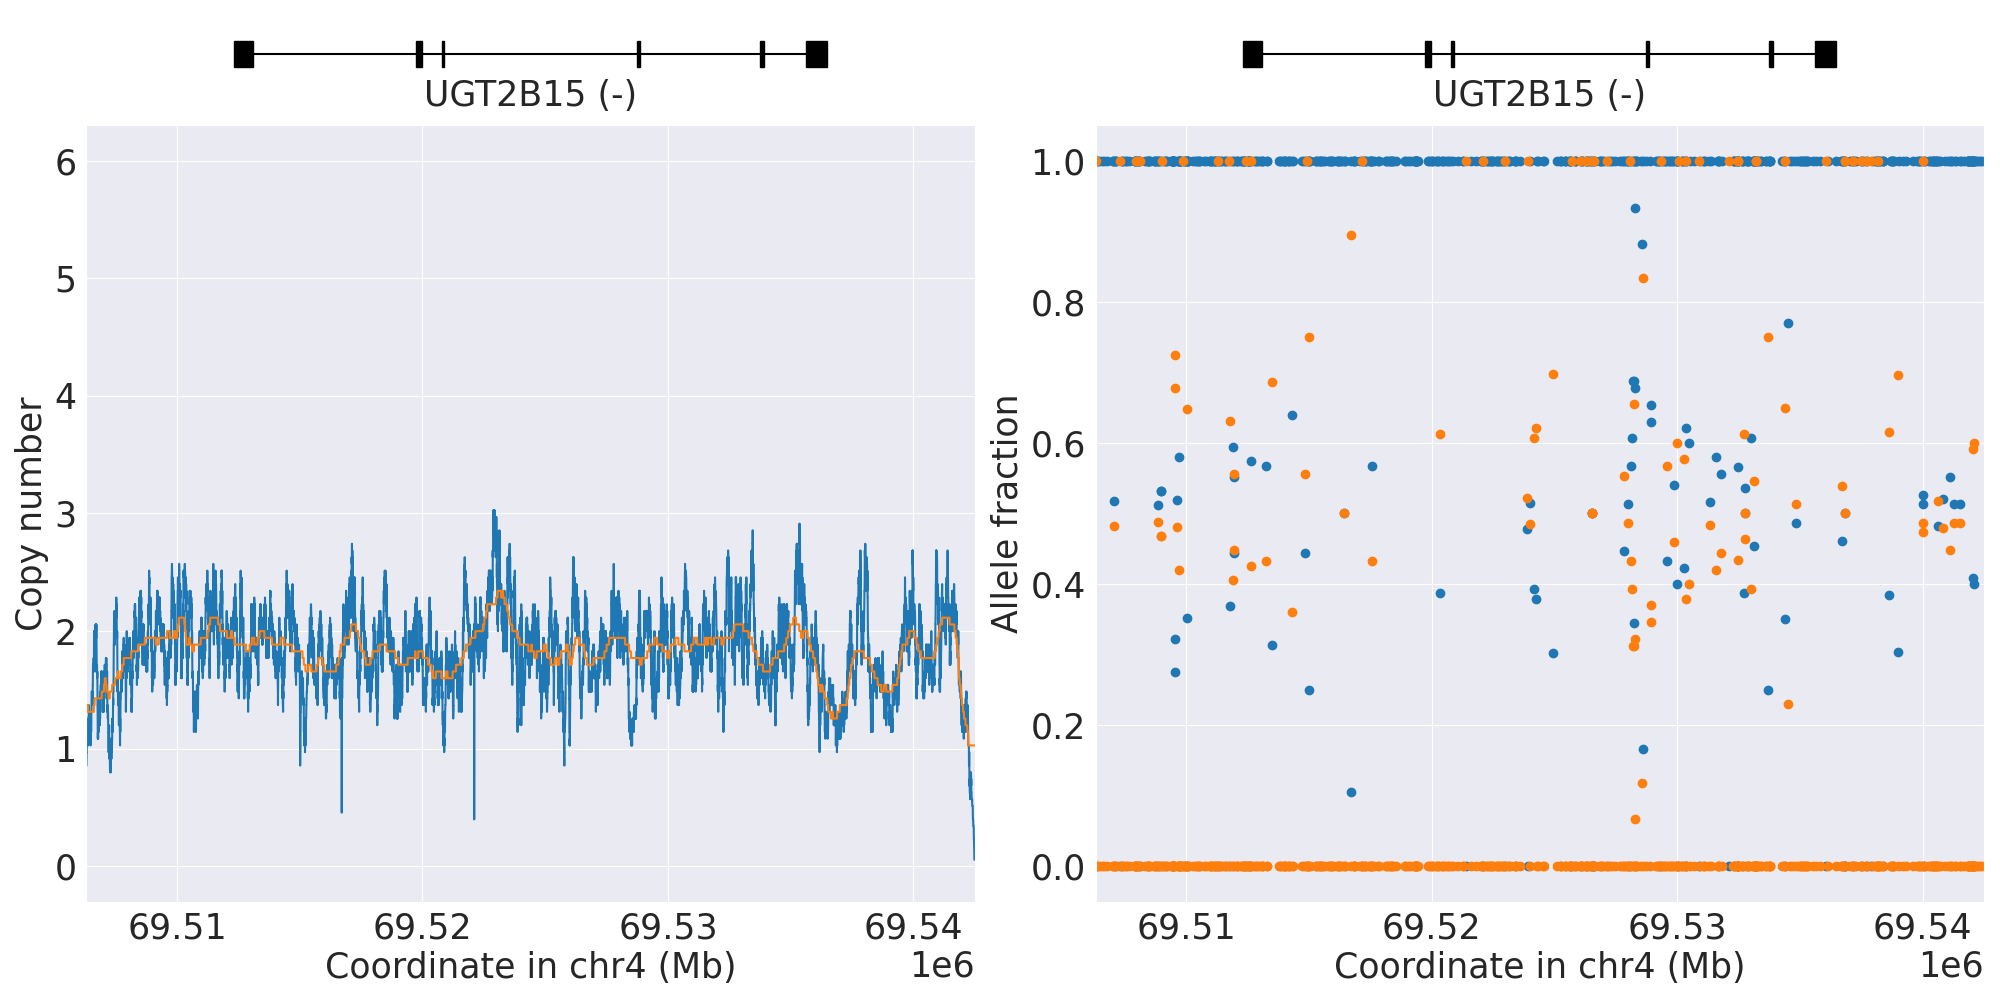 UGT2B15 (-)
6
5
4
3
2
1
0
Copy number
69.51 69.52 69.53 69.54
Coordinate in chr4 (Mb)
1e6
UGT2B15 (-)
1.0
0.8
0.6
0.4
0.2
0.0
Allele fraction
69.51 69.52 69.53 69.54
Coordinate in chr4 (Mb)
1e6